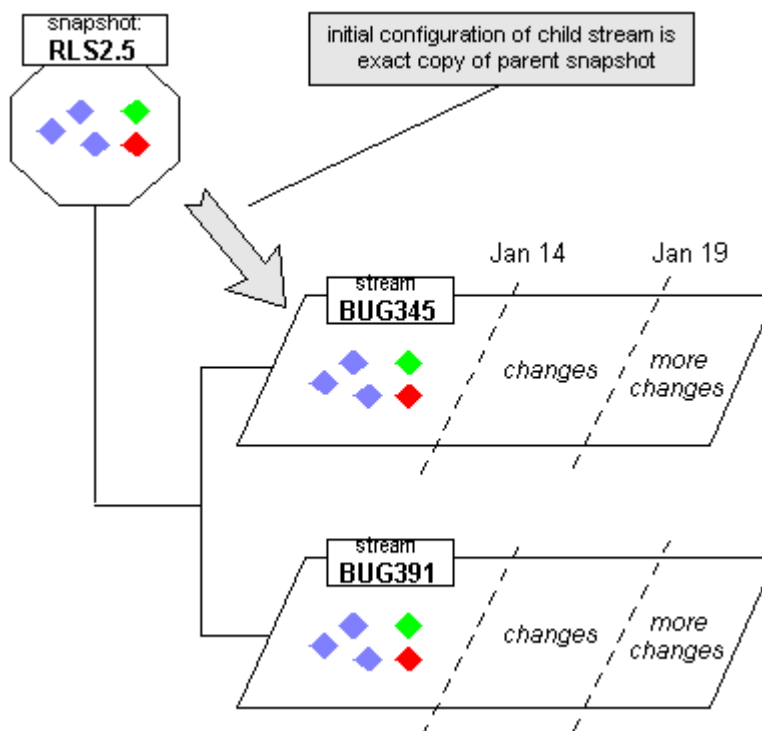 snapshot:
RLS2.5
initial configuration of child stream is
exact copy of parent snapshot
Jan 14
Jan 19
stream
BUG345
changes
more
changes
stream
BUG391
changes
more
changes